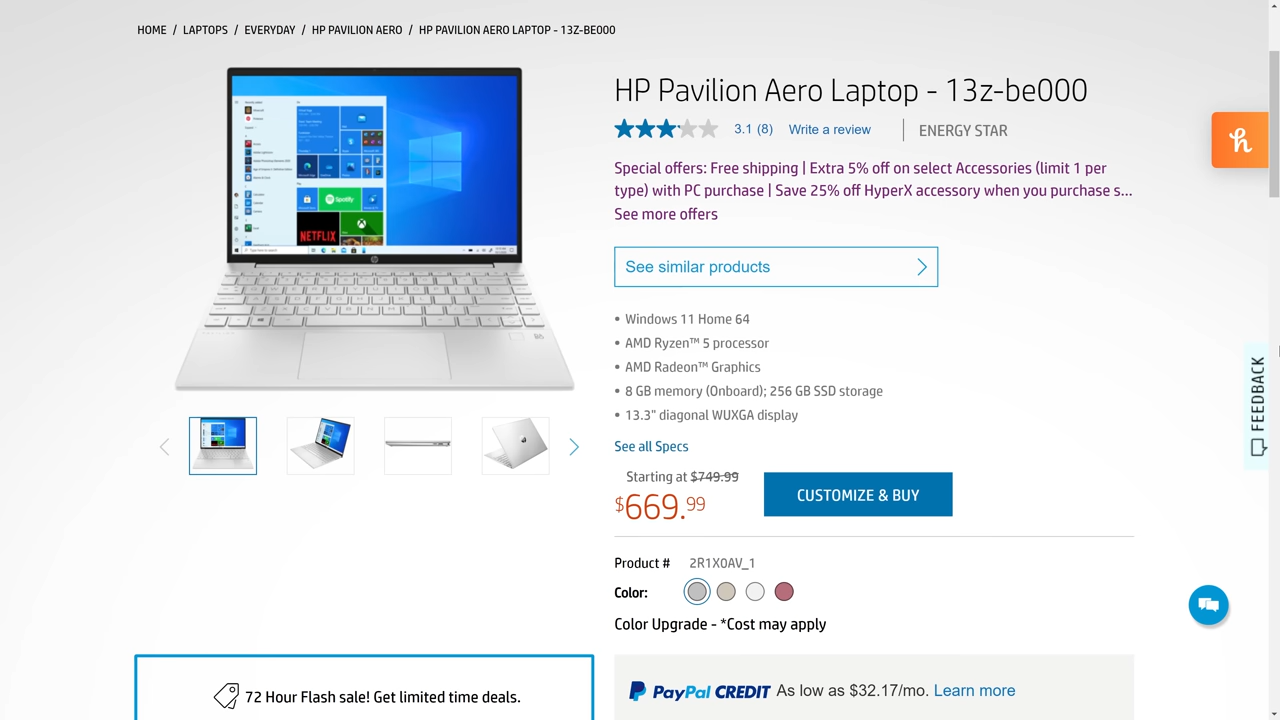 HOME / LAPTOPS / EVERYDAY / HP PAVILION AERO / HP PAVILION AERO LAPTOP - 13Z-BE000
HP Pavilion Aero Laptop - 13z-be000
3.1 (8) Write a review
ENERGY STAR
Special offers: Free shipping | Extra 5% off on select Accessories (limit 1 per
type) with PC purchase | Save 25% off HyperX acessory when you purchase s...
See more offers
See similar products
• Windows 11 Home 64
• AMD Ryzen™ 5 processor
• AMD Radeon™ Graphics
• 8 GB memory (Onboard); 256 GB SSD storage
• 13.3" diagonal WUXGA display
See all Specs
Starting at $749.99
$669.99
CUSTOMIZE & BUY
Product # 2R1X0AV_1
Color:
Color Upgrade - *Cost may apply
72 Hour Flash sale! Get limited time deals.
PayPal CREDIT As low as $32.17/mo. Learn more
FEEDBACK
h
Spotify
NETFLIX
hp